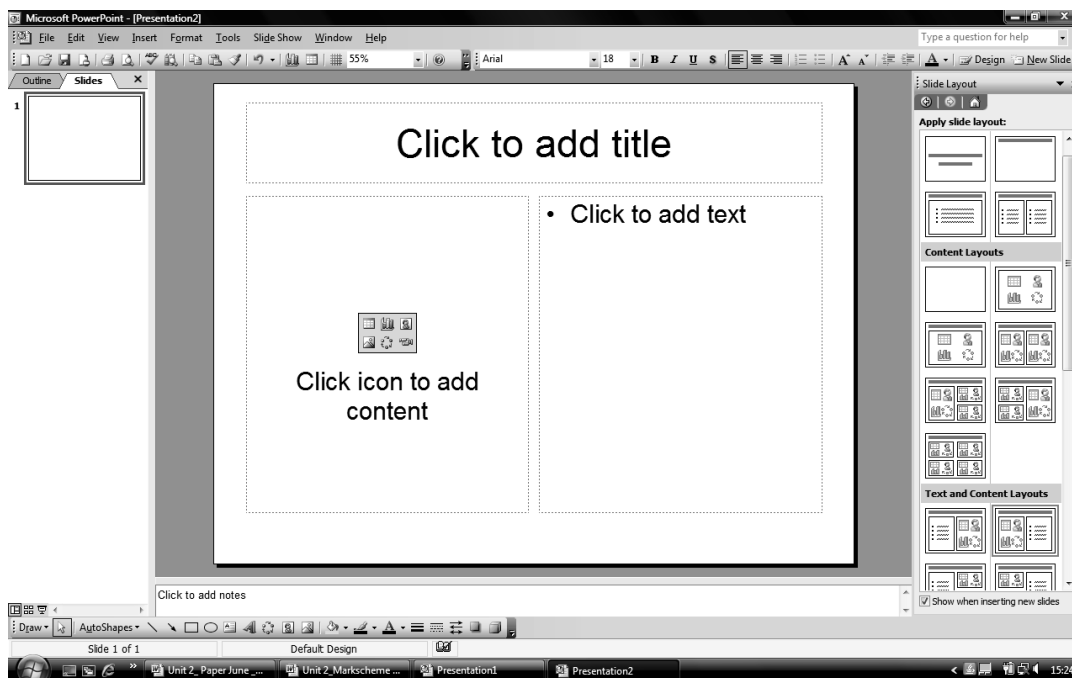 Microsoft PowerPoint - [Presentation2]
File Edit View Insert Format Tools Slide Show Window Help
Type a question for help
55%
Arial
18
B I U S
Design
New Slide
Outline
Slides
Slide Layout
1
Apply slide layout:
Click to add title
Click icon to add
content
• Click to add text
Content Layouts
Text and Content Layouts
Click to add notes
Show when inserting new slides
Draw
AutoShapes
Slide 1 of 1
Default Design
Unit 2_ Paper June _...
Unit 2_Markscheme ...
Presentation1
Presentation2
15:24